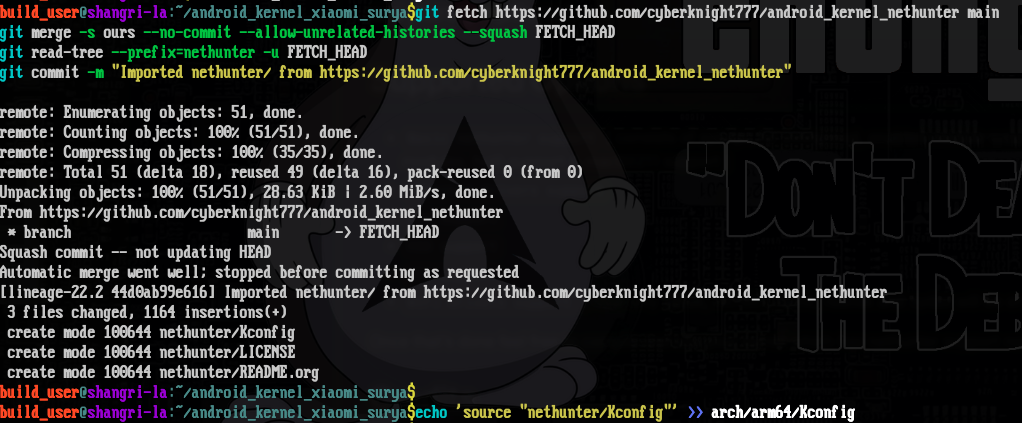 build_user@shangri-la:~/android_kernel_xiaomi_surya$git fetch https://github.com/cyberknight777/android_kernel_nethunter main
git merge -s ours --no-commit --allow-unrelated-histories --squash FETCH_HEAD
git read-tree --prefix=nethunter -u FETCH_HEAD
git commit -m "Imported nethunter/ from https://github.com/cyberknight777/android_kernel_nethunter"
remote: Enumerating objects: 51, done.
remote: Counting objects: 100% (51/51), done.
remote: Compressing objects: 100% (35/35), done.
remote: Total 51 (delta 18), reused 49 (delta 16), pack-reused 0 (from 0)
Unpacking objects: 100% (51/51), 28.63 KiB | 2.60 MiB/s, done.
From https://github.com/cyberknight777/android_kernel_nethunter
 * branch                  main       -> FETCH_HEAD
Squash commit -- not updating HEAD
Automatic merge went well; stopped before committing as requested
[lineage-22.2 44d0ab99e616] Imported nethunter/ from https://github.com/cyberknight777/android_kernel_nethunter
 3 files changed, 1164 insertions(+)
 create mode 100644 nethunter/Kconfig
 create mode 100644 nethunter/LICENSE
 create mode 100644 nethunter/README.org
build_user@shangri-la:~/android_kernel_xiaomi_surya$
build_user@shangri-la:~/android_kernel_xiaomi_surya$echo 'source "nethunter/Kconfig"' >> arch/arm64/Kconfig
"DON'T
THE